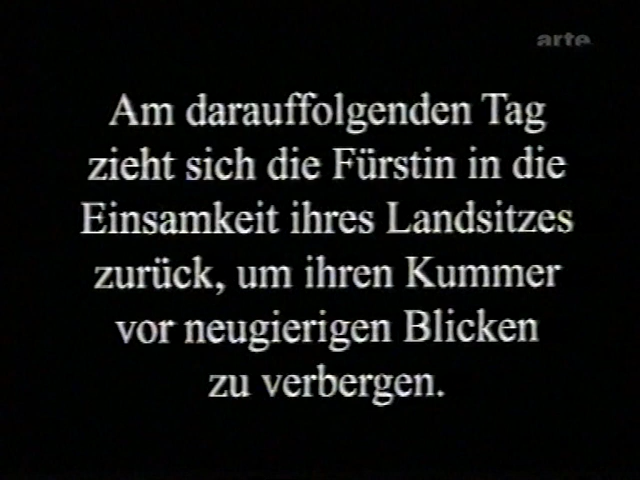 arte
Am darauffolgenden Tag
zieht sich die Fürstin in die
Einsamkeit ihres Landsitzes
zurück, um ihren Kummer
vor neugierigen Blicken
zu verbergen.